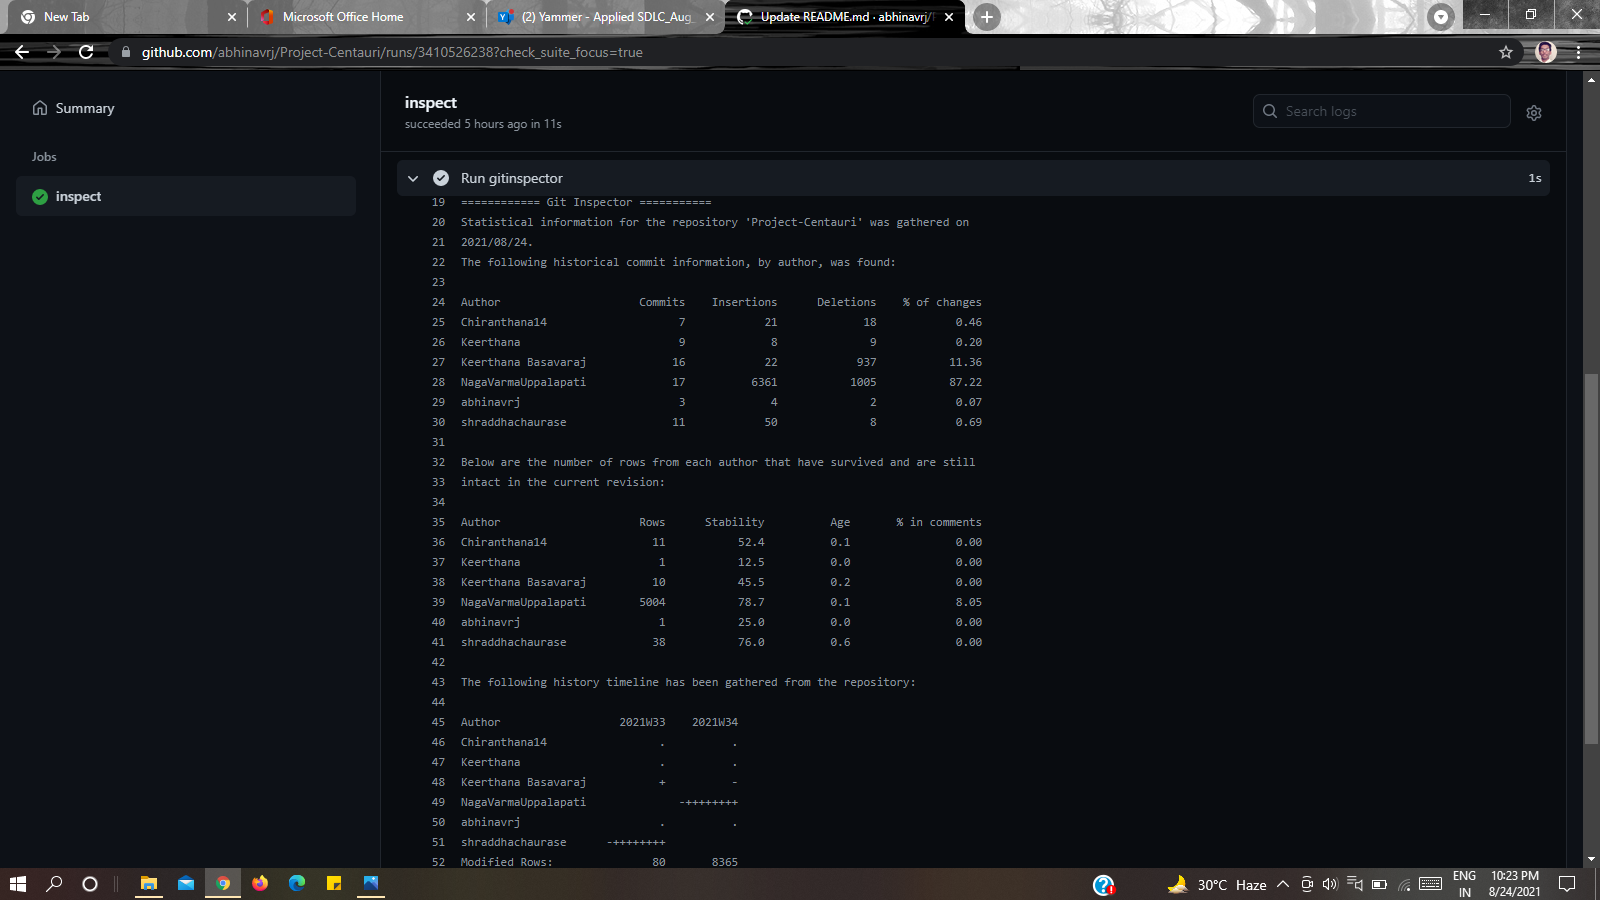 New Tab
Microsoft Office Home
(2) Yammer - Applied SDLC_Aug_
Update README.md · abhinavrj/
github.com/abhinavrj/Project-Centauri/runs/3410526238?check_suite_focus=true
Summary
Jobs
inspect
inspect
succeeded 5 hours ago in 11s
Search logs
Run gitinspector 1s
19 ============ Git Inspector ===========
20 Statistical information for the repository 'Project-Centauri' was gathered on
21 2021/08/24.
22 The following historical commit information, by author, was found:
23
24 Author Commits Insertions Deletions % of changes
25 Chiranthana14 7 21 18 0.46
26 Keerthana 9 8 9 0.20
27 Keerthana Basavaraj 16 22 937 11.36
28 NagaVarmaUppalapati 17 6361 1005 87.22
29 abhinavrj 3 4 2 0.07
30 shraddhachaurase 11 50 8 0.69
31
32 Below are the number of rows from each author that have survived and are still
33 intact in the current revision:
34
35 Author Rows Stability Age % in comments
36 Chiranthana14 11 52.4 0.1 0.00
37 Keerthana 1 12.5 0.0 0.00
38 Keerthana Basavaraj 10 45.5 0.2 0.00
39 NagaVarmaUppalapati 5004 78.7 0.1 8.05
40 abhinavrj 1 25.0 0.0 0.00
41 shraddhachaurase 38 76.0 0.6 0.00
42
43 The following history timeline has been gathered from the repository:
44
45 Author 2021W33 2021W34
46 Chiranthana14 . .
47 Keerthana . .
48 Keerthana Basavaraj + -
49 NagaVarmaUppalapati -++++++++
50 abhinavrj . .
51 shraddhachaurase -++++++++
52 Modified Rows: 80 8365
30°C Haze
ENG
IN
10:23 PM
8/24/2021